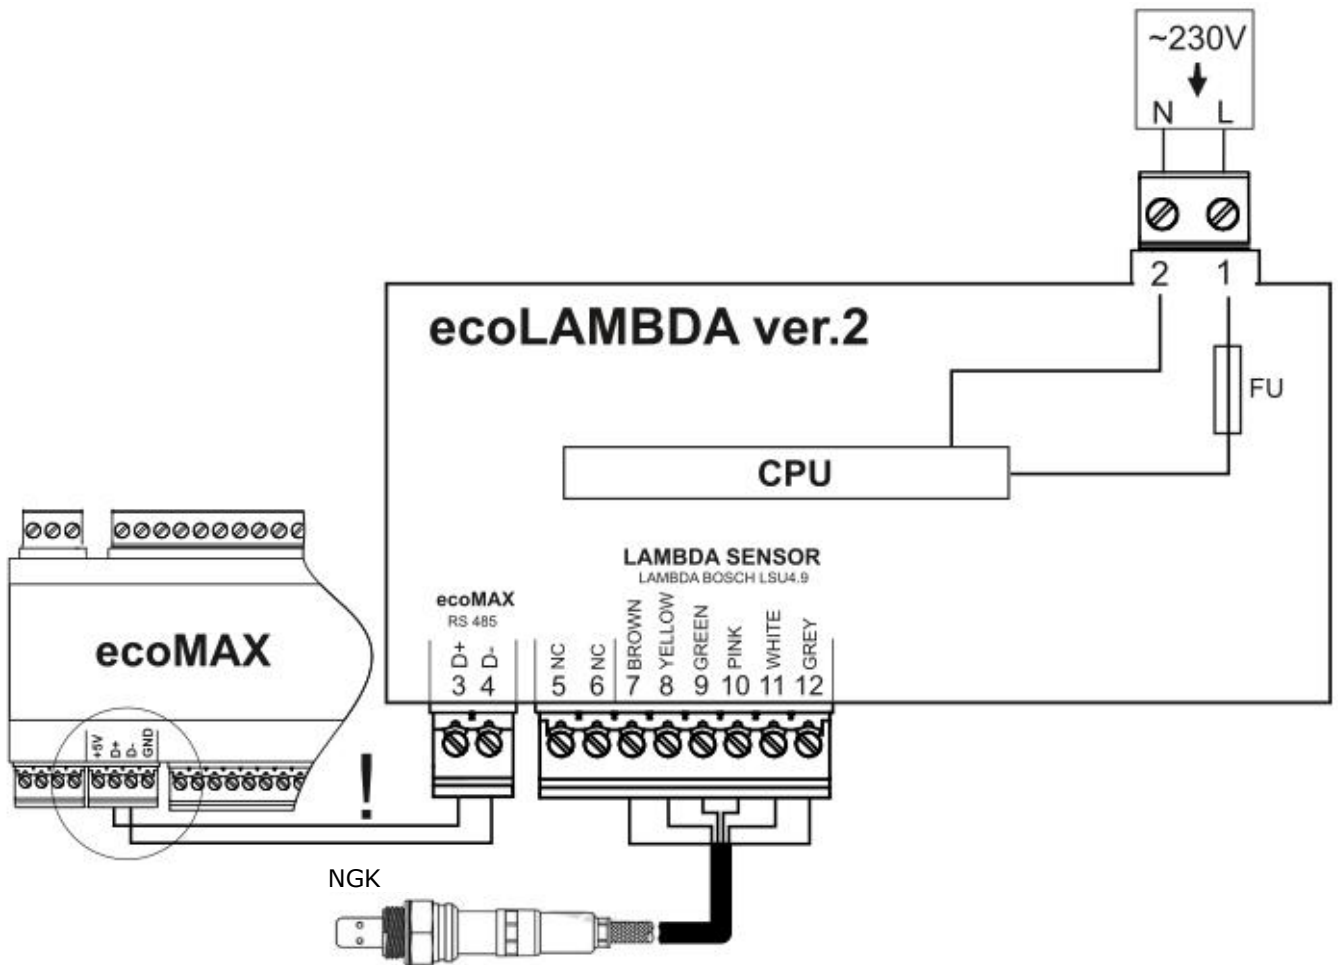 ~230V
N L
2 1
ecoLAMBDA ver.2
FU
CPU
LAMBDA SENSOR
LAMBDA BOSCH LSU4.9
ecoMAX
RS 485
D+ D- NC NC BROWN YELLOW GREEN PINK WHITE GREY
3 4 5 6 7 8 9 10 11 12
ecoMAX
+5V D+ D- GND
!
NGK